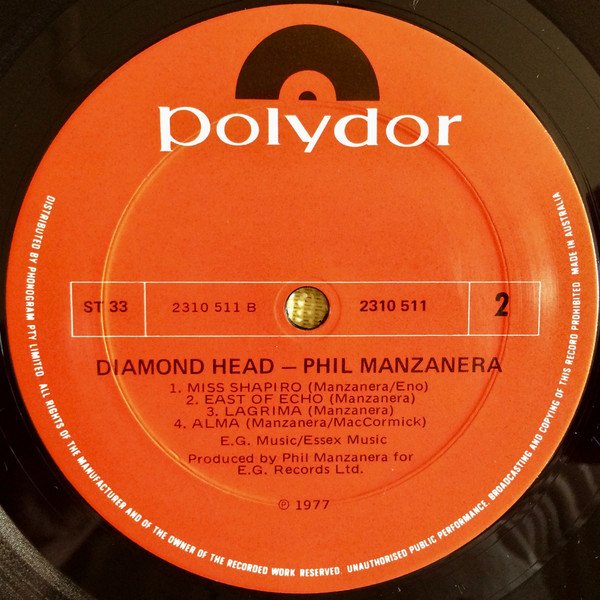 polydor
ST 33
2310 511 B
2310 511
2
DIAMOND HEAD — PHIL MANZANERA
1. MISS SHAPIRO (Manzanera/Eno)
2. EAST OF ECHO (Manzanera)
3. LAGRIMA (Manzanera)
4. ALMA (Manzanera/MacCormick)
E.G. Music/Essex Music
Produced by Phil Manzanera for
E.G. Records Ltd.
℗ 1977
DISTRIBUTED BY PHONOGRAM PTY LIMITED. ALL RIGHTS OF THE MANUFACTURER AND OF THE OWNER OF THE RECORDED WORK RESERVED. UNAUTHORISED PUBLIC PERFORMANCE, BROADCASTING AND COPYING OF THIS RECORD PROHIBITED MADE IN AUSTRALIA